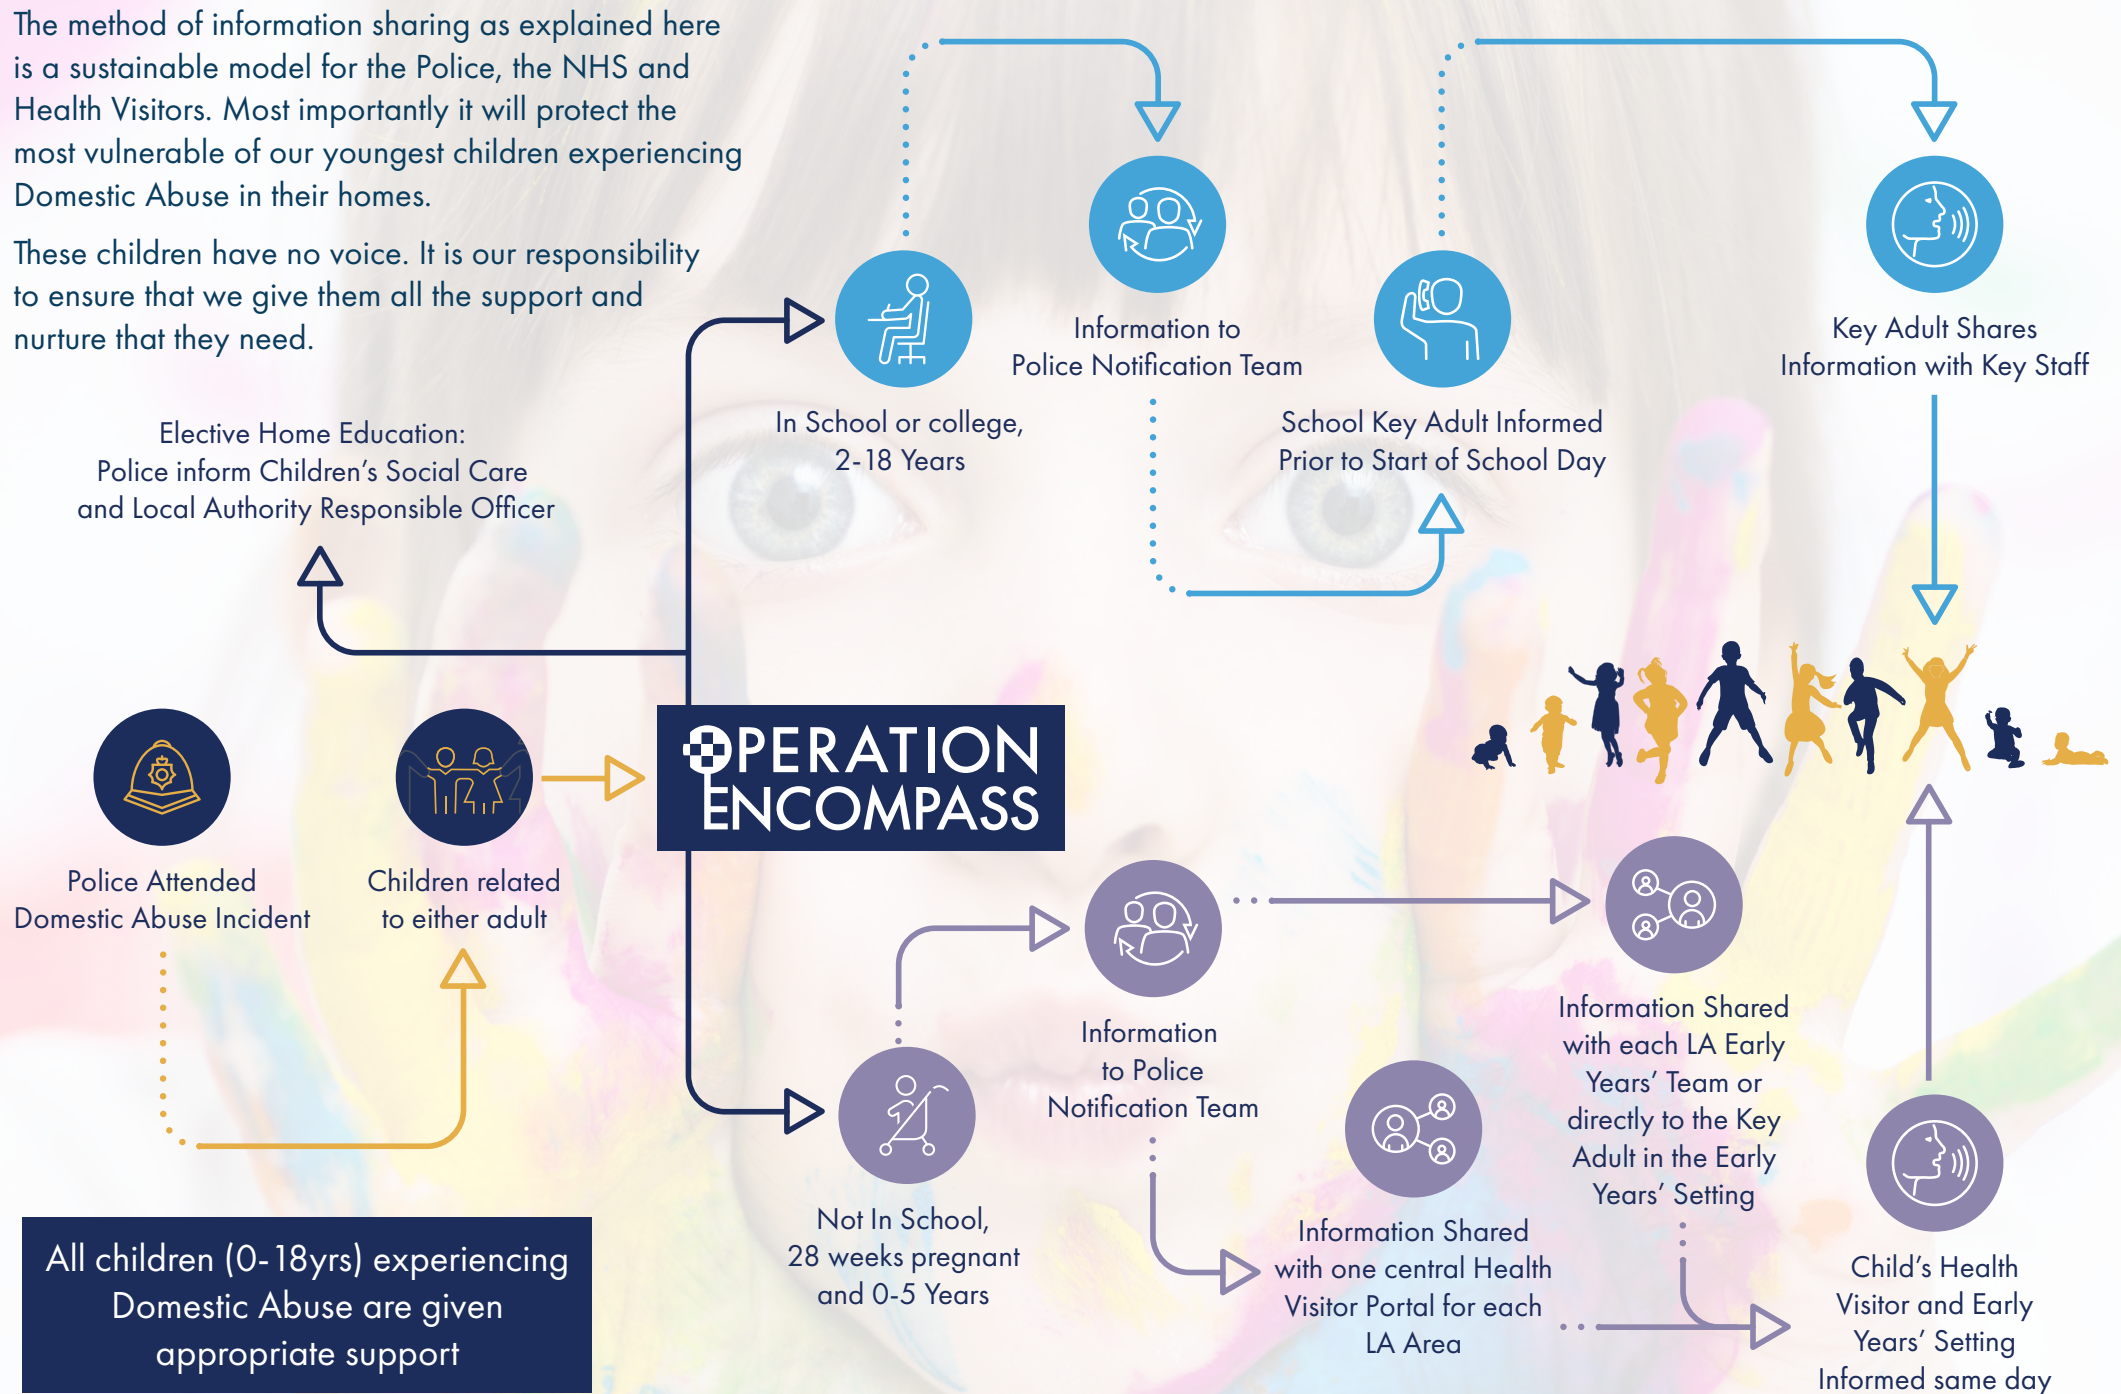 The method of information sharing as explained here
is a sustainable model for the Police, the NHS and
Health Visitors. Most importantly it will protect the
most vulnerable of our youngest children experiencing
Domestic Abuse in their homes.
These children have no voice. It is our responsibility
to ensure that we give them all the support and
nurture that they need.
Elective Home Education:
Police inform Children's Social Care
and Local Authority Responsible Officer
In School or college,
2-18 Years
Information to
Police Notification Team
School Key Adult Informed
Prior to Start of School Day
Key Adult Shares
Information with Key Staff
Police Attended
Domestic Abuse Incident
Children related
to either adult
OPERATION
ENCOMPASS
Not In School,
28 weeks pregnant
and 0-5 Years
Information
to Police
Notification Team
Information Shared
with one central Health
Visitor Portal for each
LA Area
Information Shared
with each LA Early
Years' Team or
directly to the Key
Adult in the Early
Years' Setting
Child's Health
Visitor and Early
Years' Setting
Informed same day
All children (0-18yrs) experiencing
Domestic Abuse are given
appropriate support